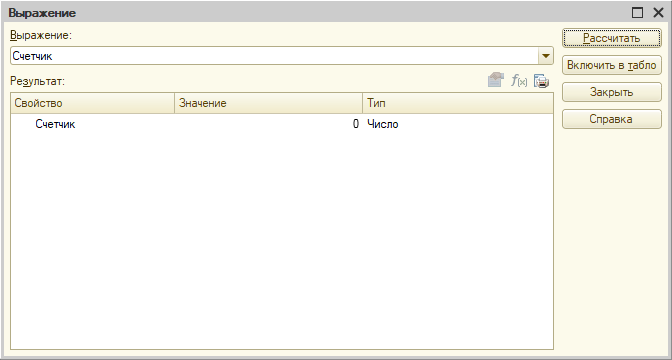 Выражение
Выражение:
Рассчитать
Счетчик
Включить в табло
Результат:
f(x)
Закрыть
Свойство Значение Тип
Счетчик 0 Число
Справка